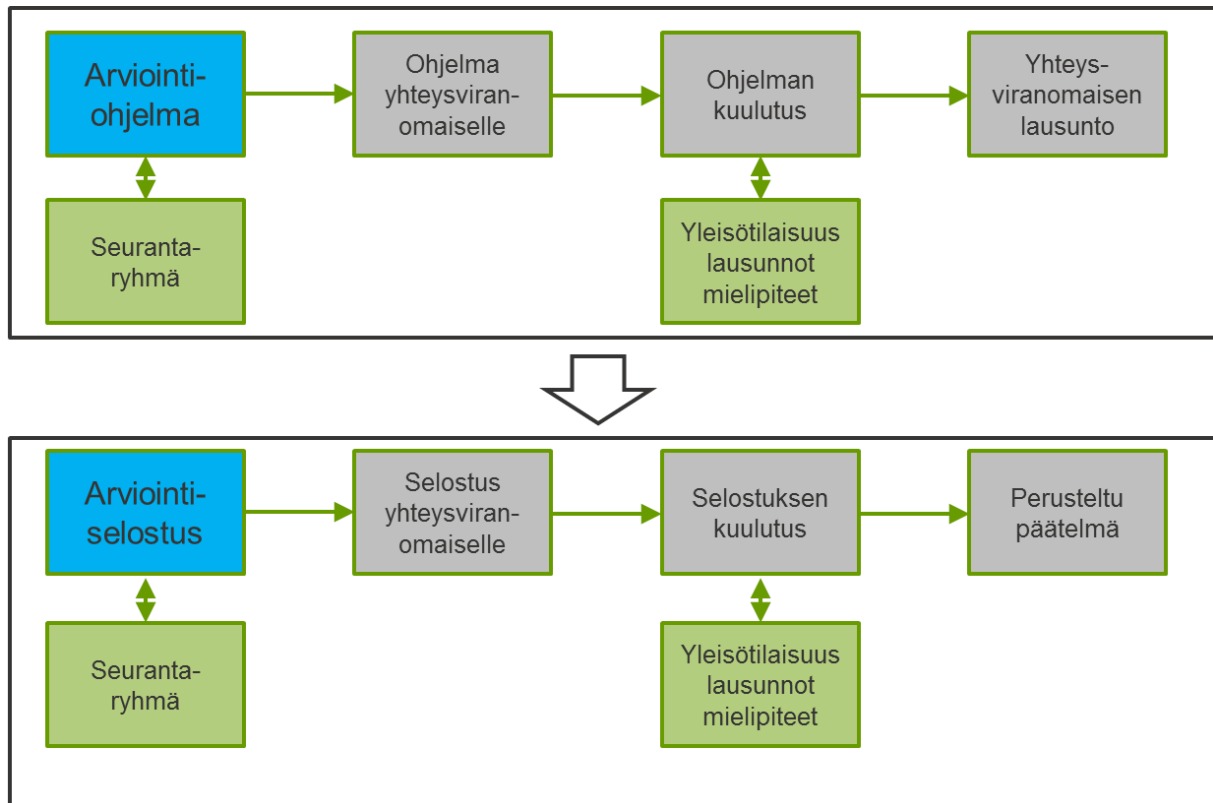 Arviointi-
ohjelma
Ohjelma
yhteysviran-
omaiselle
Ohjelman
kuulutus
Yhteys-
viranomaisen
lausunto
Seuranta-
ryhmä
Yleisötilaisuus
lausunnot
mielipiteet
Arviointi-
selostus
Selostus
yhteysviran-
omaiselle
Selostuksen
kuulutus
Perusteltu
päätelmä
Seuranta-
ryhmä
Yleisötilaisuus
lausunnot
mielipiteet